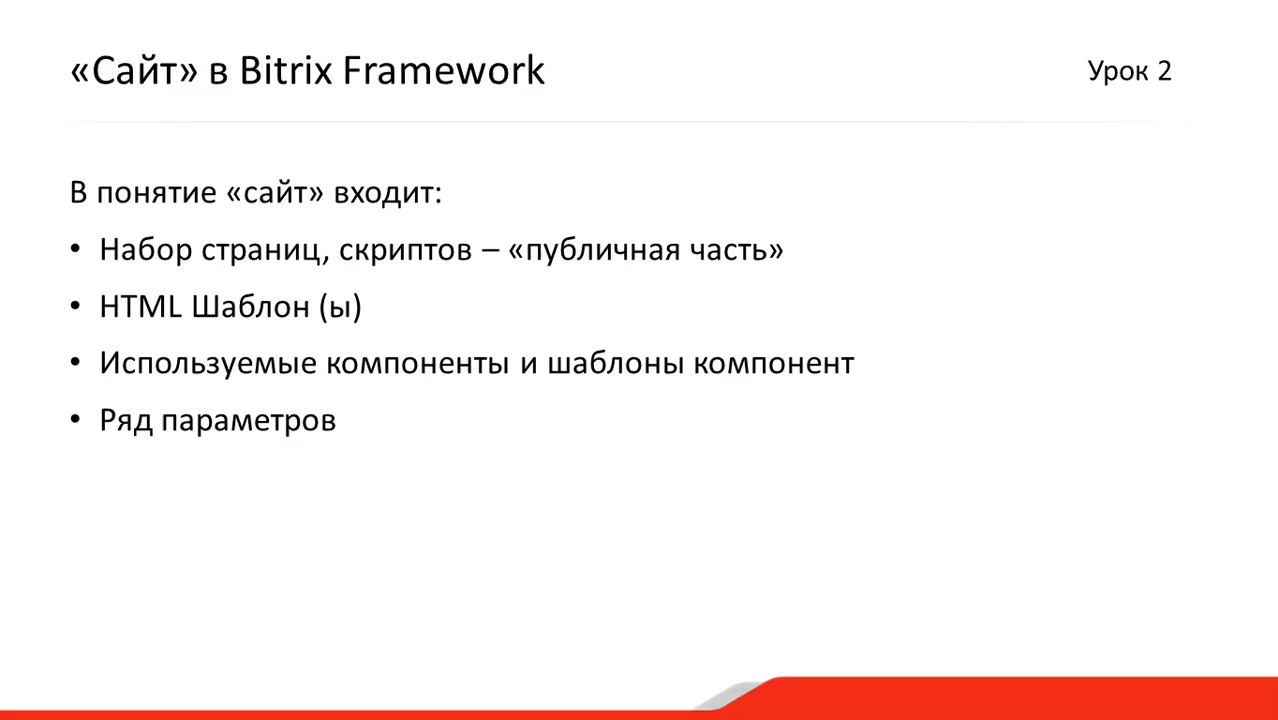 «Сайт» в Bitrix Framework
Урок 2
В понятие «сайт» входит:
• Набор страниц, скриптов – «публичная часть»
• HTML Шаблон (ы)
• Используемые компоненты и шаблоны компонент
• Ряд параметров